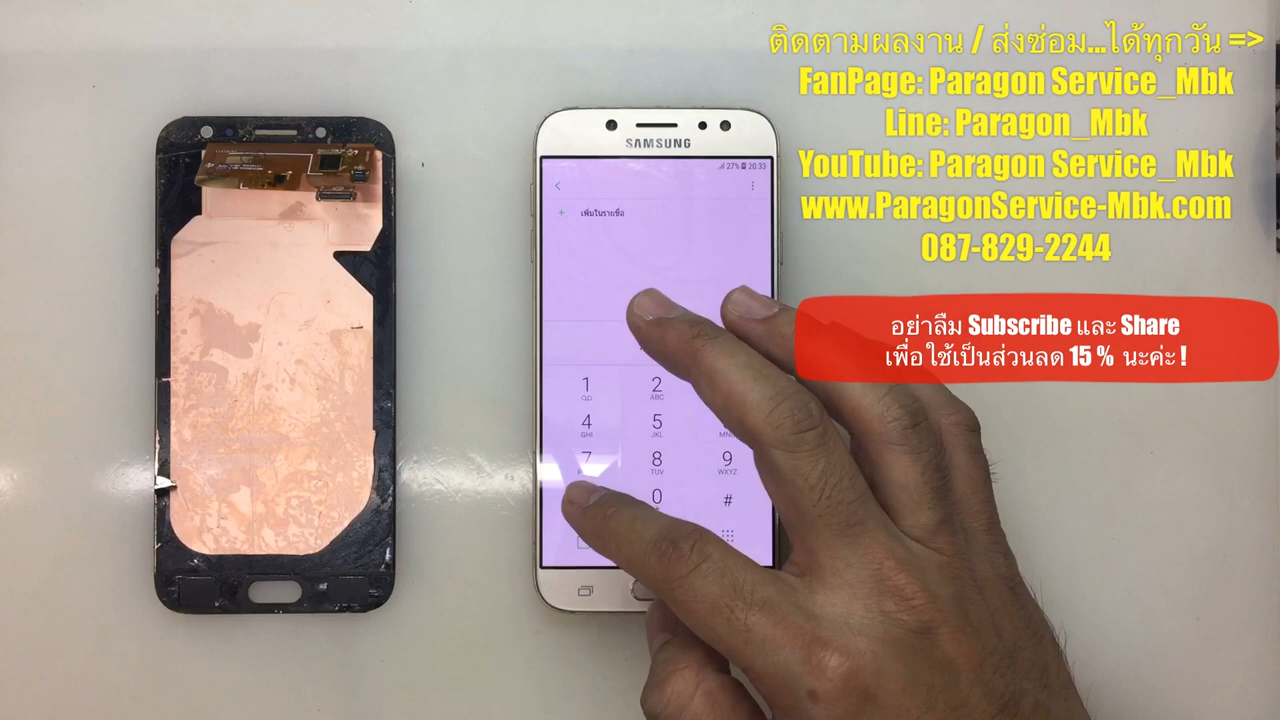 ติดตามผลงาน / ส่งซ่อม...ได้ทุกวัน =>
FanPage: Paragon Service_Mbk
Line: Paragon_Mbk
YouTube: Paragon Service_Mbk
www.ParagonService-Mbk.com
087-829-2244
อย่าลืม Subscribe และ Share
เพื่อใช้เป็นส่วนลด 15 % นะค่ะ !
SAMSUNG
27% 20:33
+ เพิ่มในรายชื่อ
1 2
ABC
4 5
GHI JKL
7 8 9
TUV WXYZ
0 #